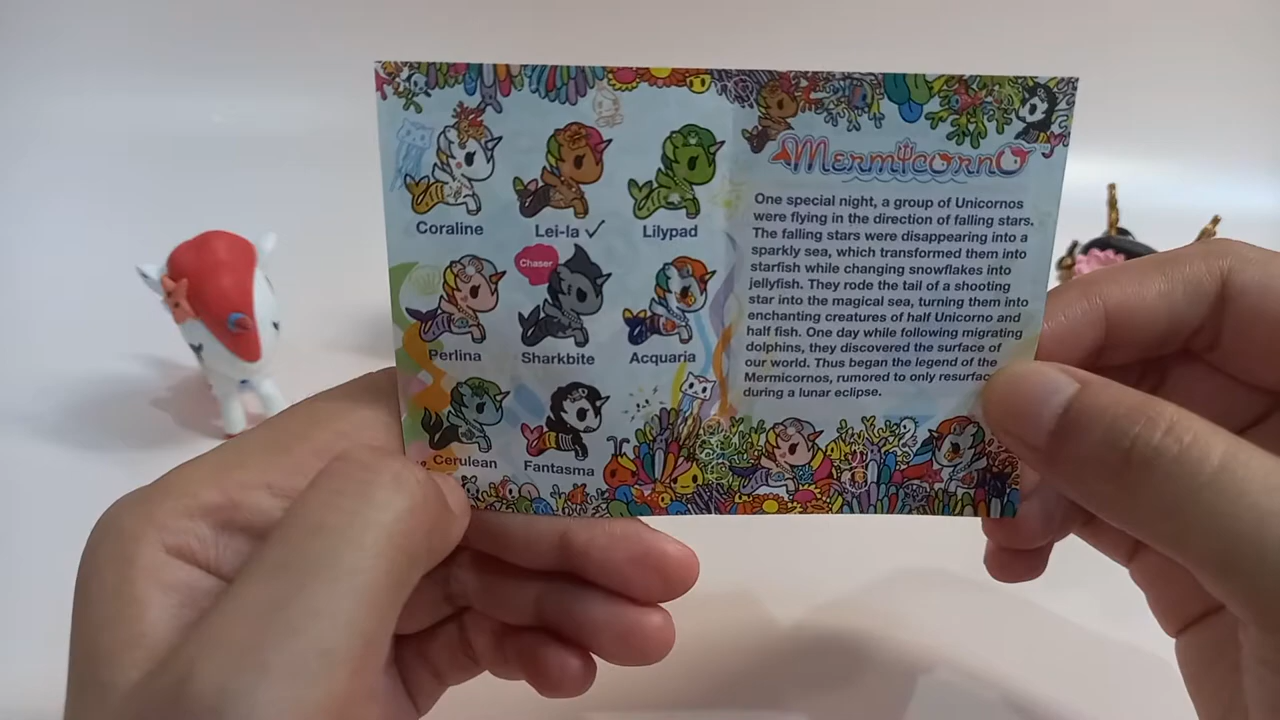 Coraline
Lei-la ✓
Lilypad
Chaser
Perlina
Sharkbite
Acquaria
Cerulean
Fantasma
Mermicorno™
One special night, a group of Unicornos
were flying in the direction of falling stars.
The falling stars were disappearing into a
sparkly sea, which transformed them into
starfish while changing snowflakes into
jellyfish. They rode the tail of a shooting
star into the magical sea, turning them into
enchanting creatures of half Unicorno and
half fish. One day while following migrating
dolphins, they discovered the surface of
our world. Thus began the legend of the
Mermicornos, rumored to only resurface
during a lunar eclipse.